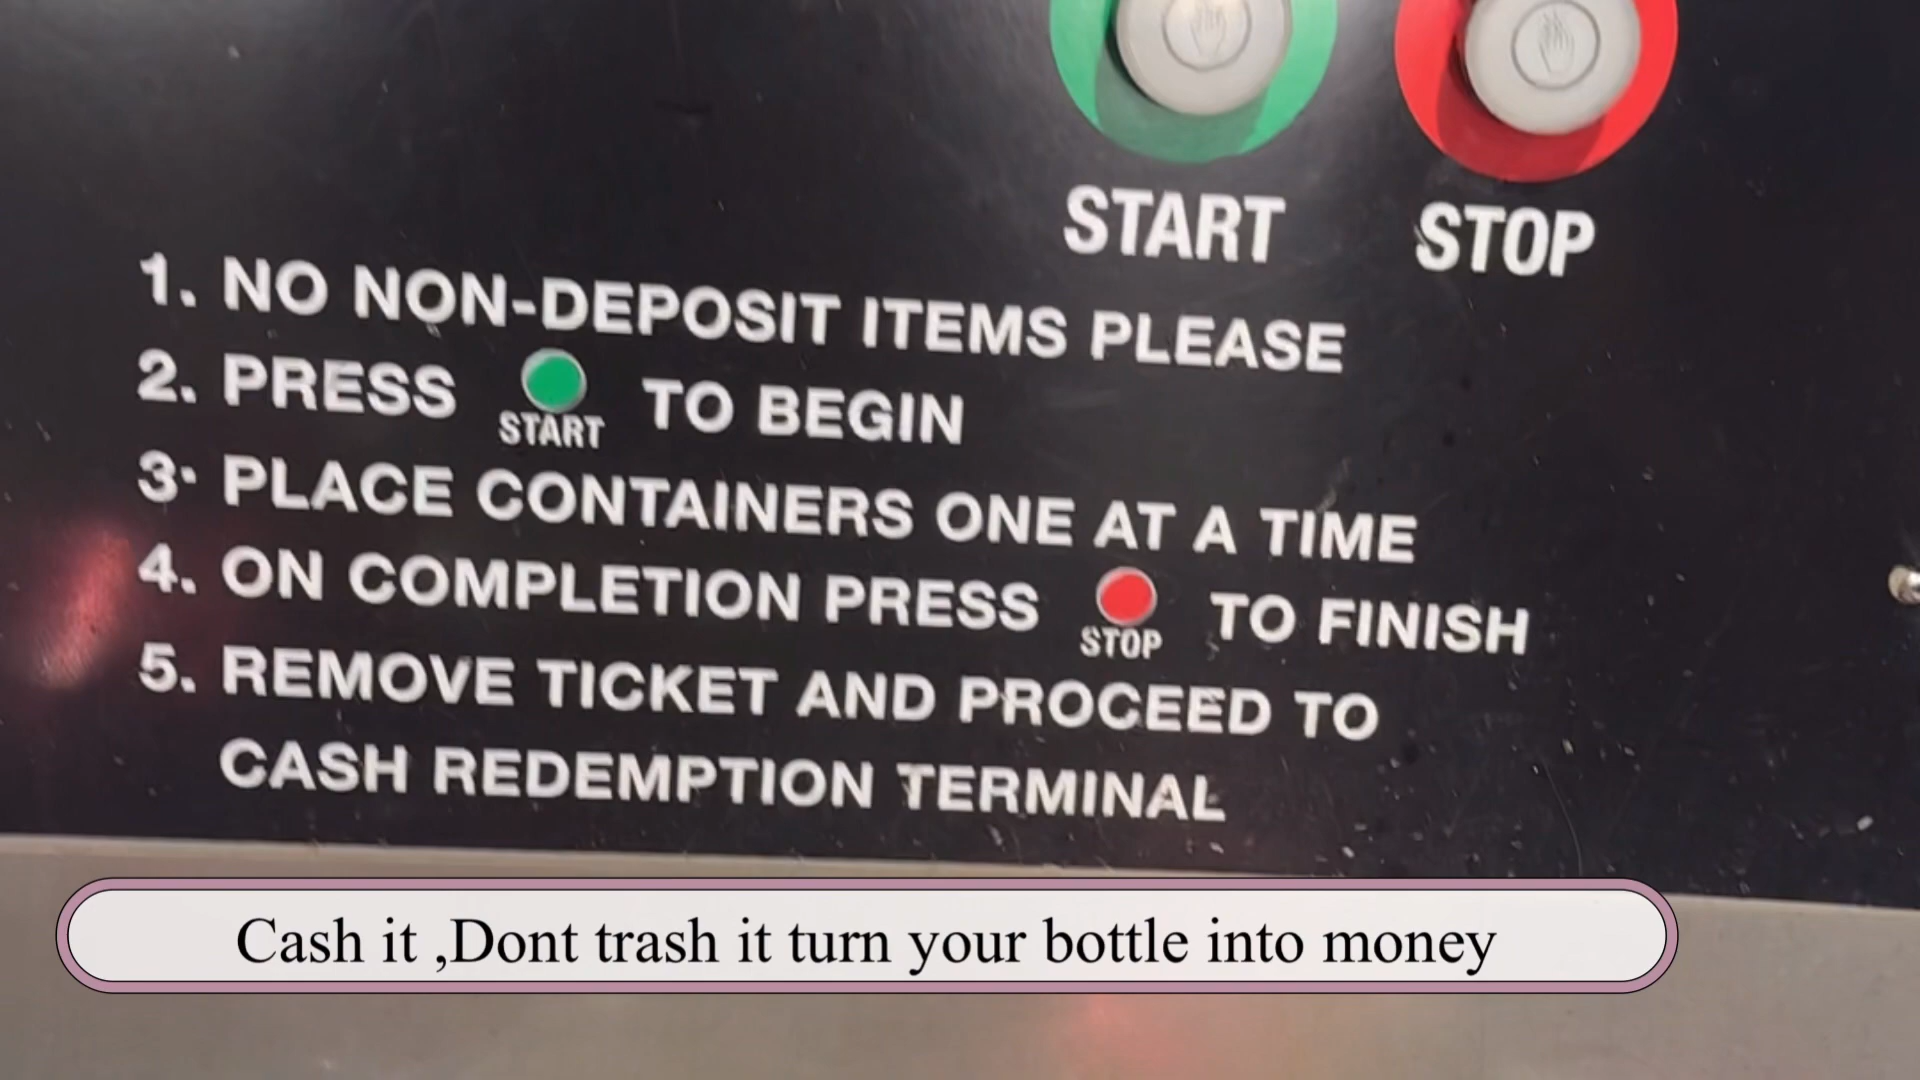 START STOP
1. NO NON-DEPOSIT ITEMS PLEASE
2. PRESS START TO BEGIN
3. PLACE CONTAINERS ONE AT A TIME
4. ON COMPLETION PRESS STOP TO FINISH
5. REMOVE TICKET AND PROCEED TO
CASH REDEMPTION TERMINAL
Cash it ,Dont trash it turn your bottle into money